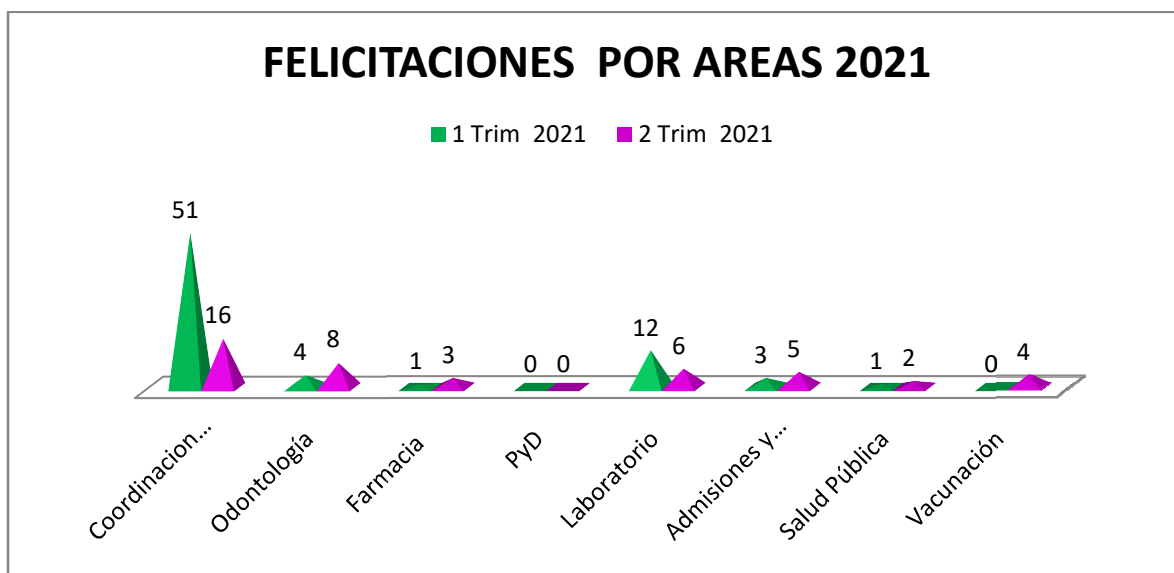 FELICITACIONES POR AREAS 2021
1 Trim 2021
2 Trim 2021
51
16
4
8
1
3
0
0
12
6
3
5
1
2
0
4
Coordinacion...
Odontología
Farmacia
PyD
Laboratorio
Admisiones y...
Salud Pública
Vacunación